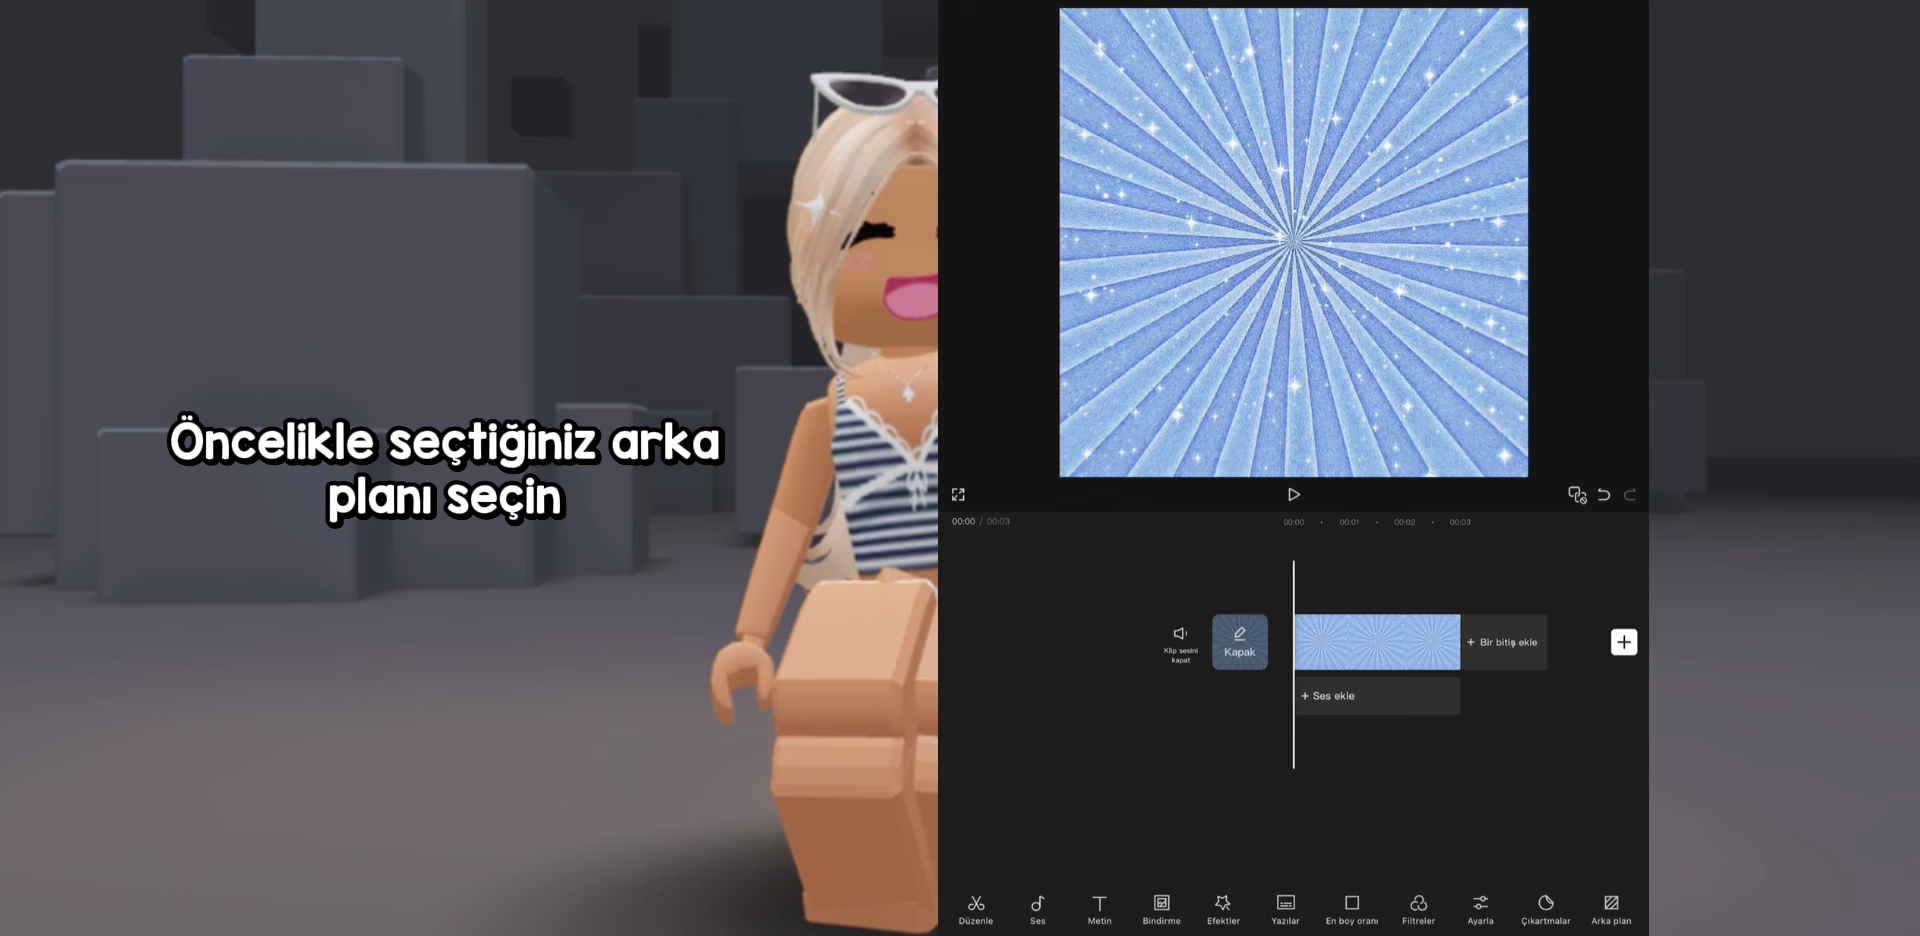 Öncelikle seçtiğiniz arka
planı seçin
00:00 / 00:03
00:00 00:01 00:02 00:03
Klip sesini
kapat
Kapak
+ Bir bitiş ekle
+ Ses ekle
Düzenle
Ses
Metin
Bindirme
Efektler
Yazılar
En boy oranı
Filtreler
Ayarla
Çıkartmalar
Arka plan